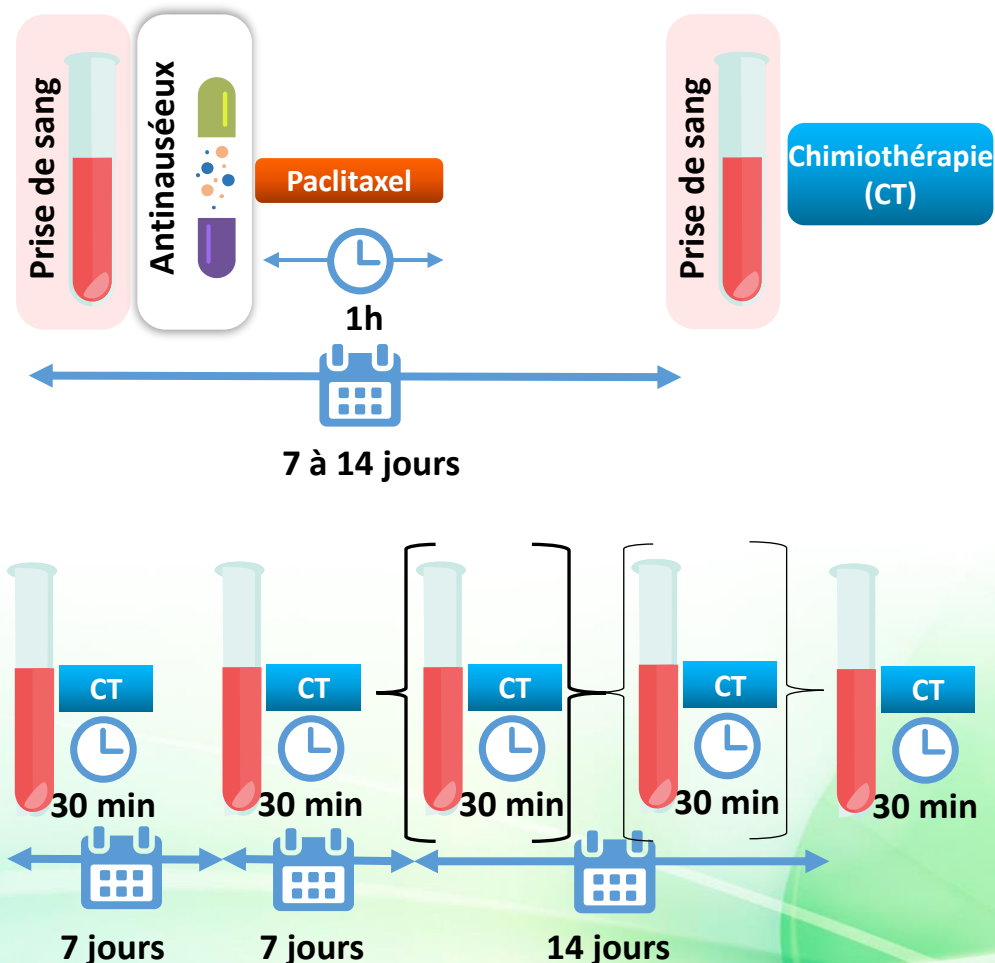 Prise de sang
Antinauséeux
Paclitaxel
1h
Prise de sang
Chimiothérapie
(CT)
7 à 14 jours
CT
30 min
CT
30 min
CT
30 min
CT
30 min
CT
30 min
7 jours
7 jours
14 jours